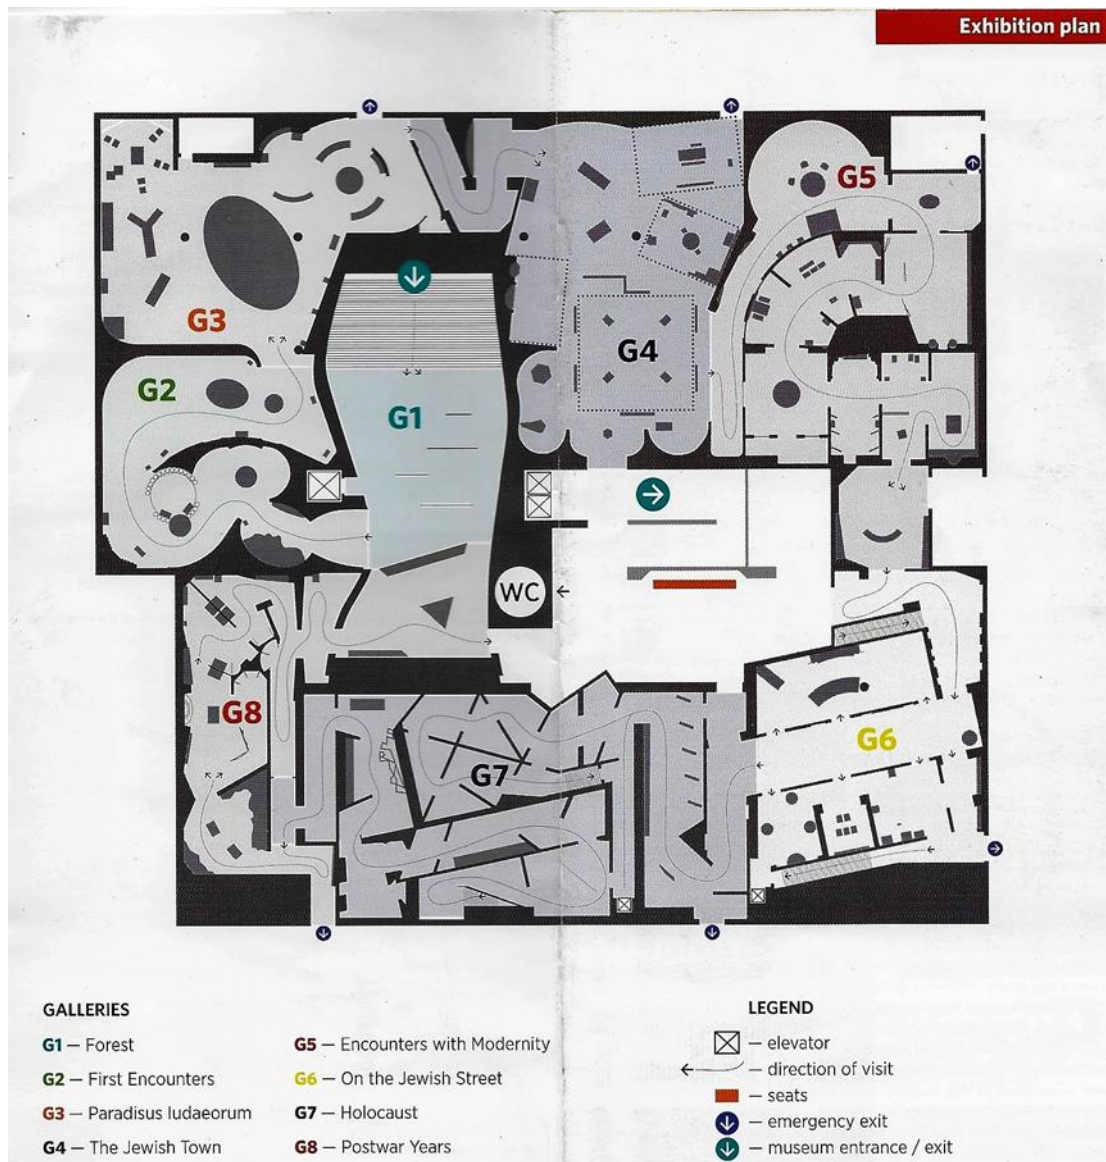 Exhibition plan
G5
G3
G4
G2
G1
WC
G8
G6
G7
GALLERIES
G1 — Forest
G2 — First Encounters
G3 — Paradisus Iudaeorum
G4 — The Jewish Town
G5 — Encounters with Modernity
G6 — On the Jewish Street
G7 — Holocaust
G8 — Postwar Years
LEGEND
— elevator
— direction of visit
— seats
— emergency exit
— museum entrance / exit